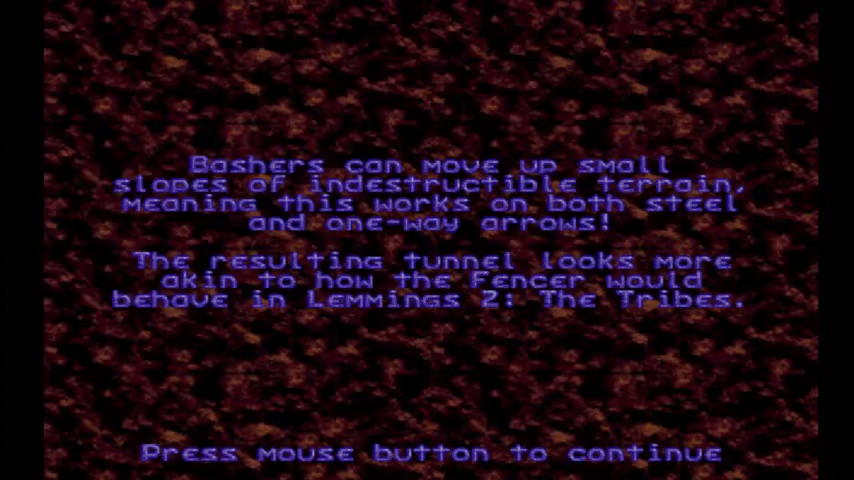 Bashers can move up small
slopes of indestructible terrain,
meaning this works on both steel
and one-way arrows!
The resulting tunnel looks more
akin to how the Fencer would
behave in Lemmings 2: The Tribes.
Press mouse button to continue